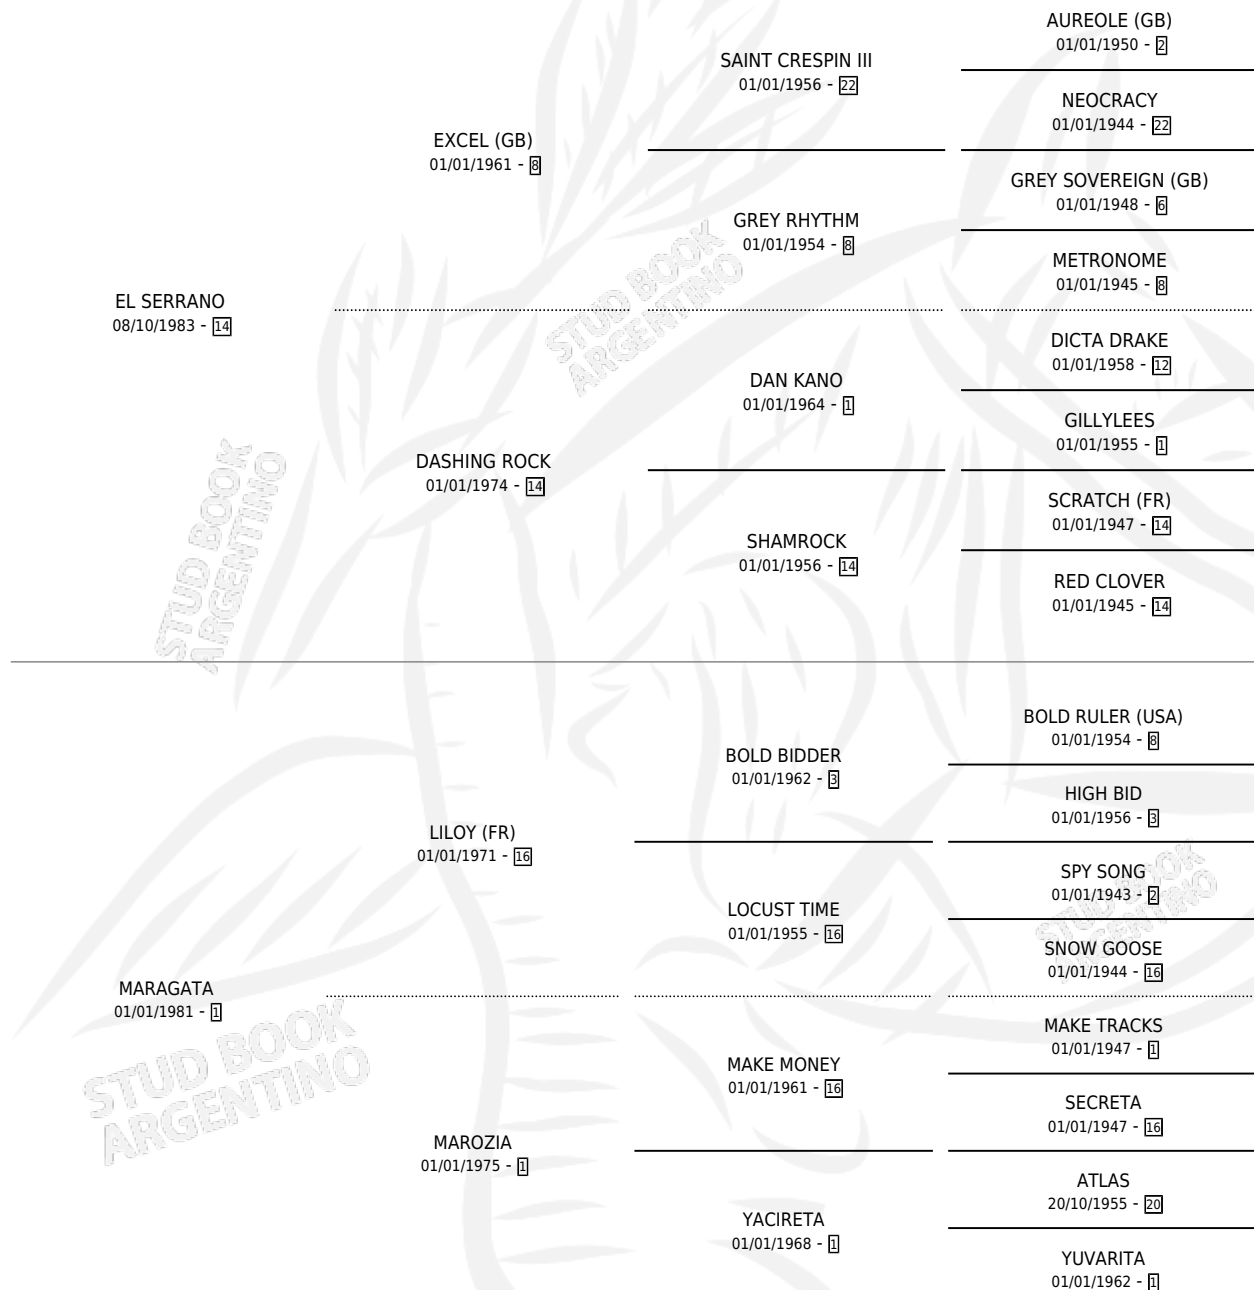 AUREOLE (GB)
01/01/1950 - 2
SAINT CRESPIN III
01/01/1956 - 22
NEOCRACY
01/01/1944 - 22
EXCEL (GB)
01/01/1961 - 8
GREY SOVEREIGN (GB)
01/01/1948 - 6
GREY RHYTHM
01/01/1954 - 8
METRONOME
01/01/1945 - 8
EL SERRANO
08/10/1983 - 14
DICTA DRAKE
01/01/1958 - 12
DAN KANO
01/01/1964 - 1
GILLYLEES
01/01/1955 - 1
DASHING ROCK
01/01/1974 - 14
SCRATCH (FR)
01/01/1947 - 14
SHAMROCK
01/01/1956 - 14
RED CLOVER
01/01/1945 - 14
BOLD RULER (USA)
01/01/1954 - 8
BOLD BIDDER
01/01/1962 - 3
HIGH BID
01/01/1956 - 3
LILOY (FR)
01/01/1971 - 16
SPY SONG
01/01/1943 - 2
LOCUST TIME
01/01/1955 - 16
SNOW GOOSE
01/01/1944 - 16
MARAGATA
01/01/1981 - 1
MAKE TRACKS
01/01/1947 - 1
MAKE MONEY
01/01/1961 - 16
SECRETA
01/01/1947 - 16
MAROZIA
01/01/1975 - 1
ATLAS
20/10/1955 - 20
YACIRETA
01/01/1968 - 1
YUVARITA
01/01/1962 - 1
STUD BOOK
ARGENTINO
STUD BOOK
ARGENTINO
STUD BOOK
ARGENTINO
STUD BOOK
ARGENTINO